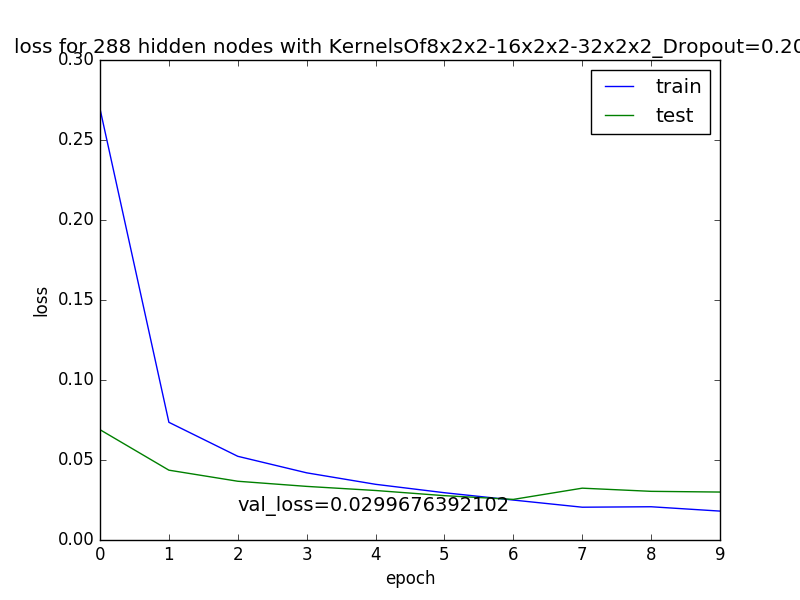 loss for 288 hidden nodes with KernelsOf8x2x2-16x2x2-32x2x2_Dropout=0.20
0.30
train
test
0.25
0.20
0.15
loss
0.10
0.05
val_loss=0.0299676392102
0.00
0 1 2 3 4 5 6 7 8 9
epoch